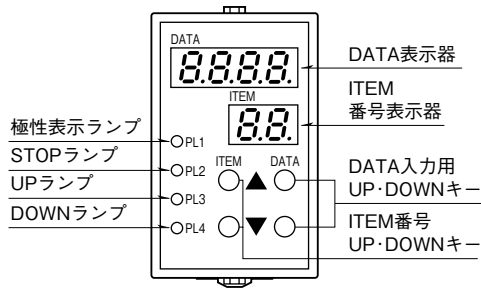 DATA
8.8.8.8.
DATA表示器
ITEM
8.8.
ITEM
番号表示器
極性表示ランプ
PL1
STOPランプ
PL2
ITEM
DATA
UPランプ
PL3
DATA入力用
UP･DOWNキー
DOWNランプ
PL4
ITEM番号
UP･DOWNキー